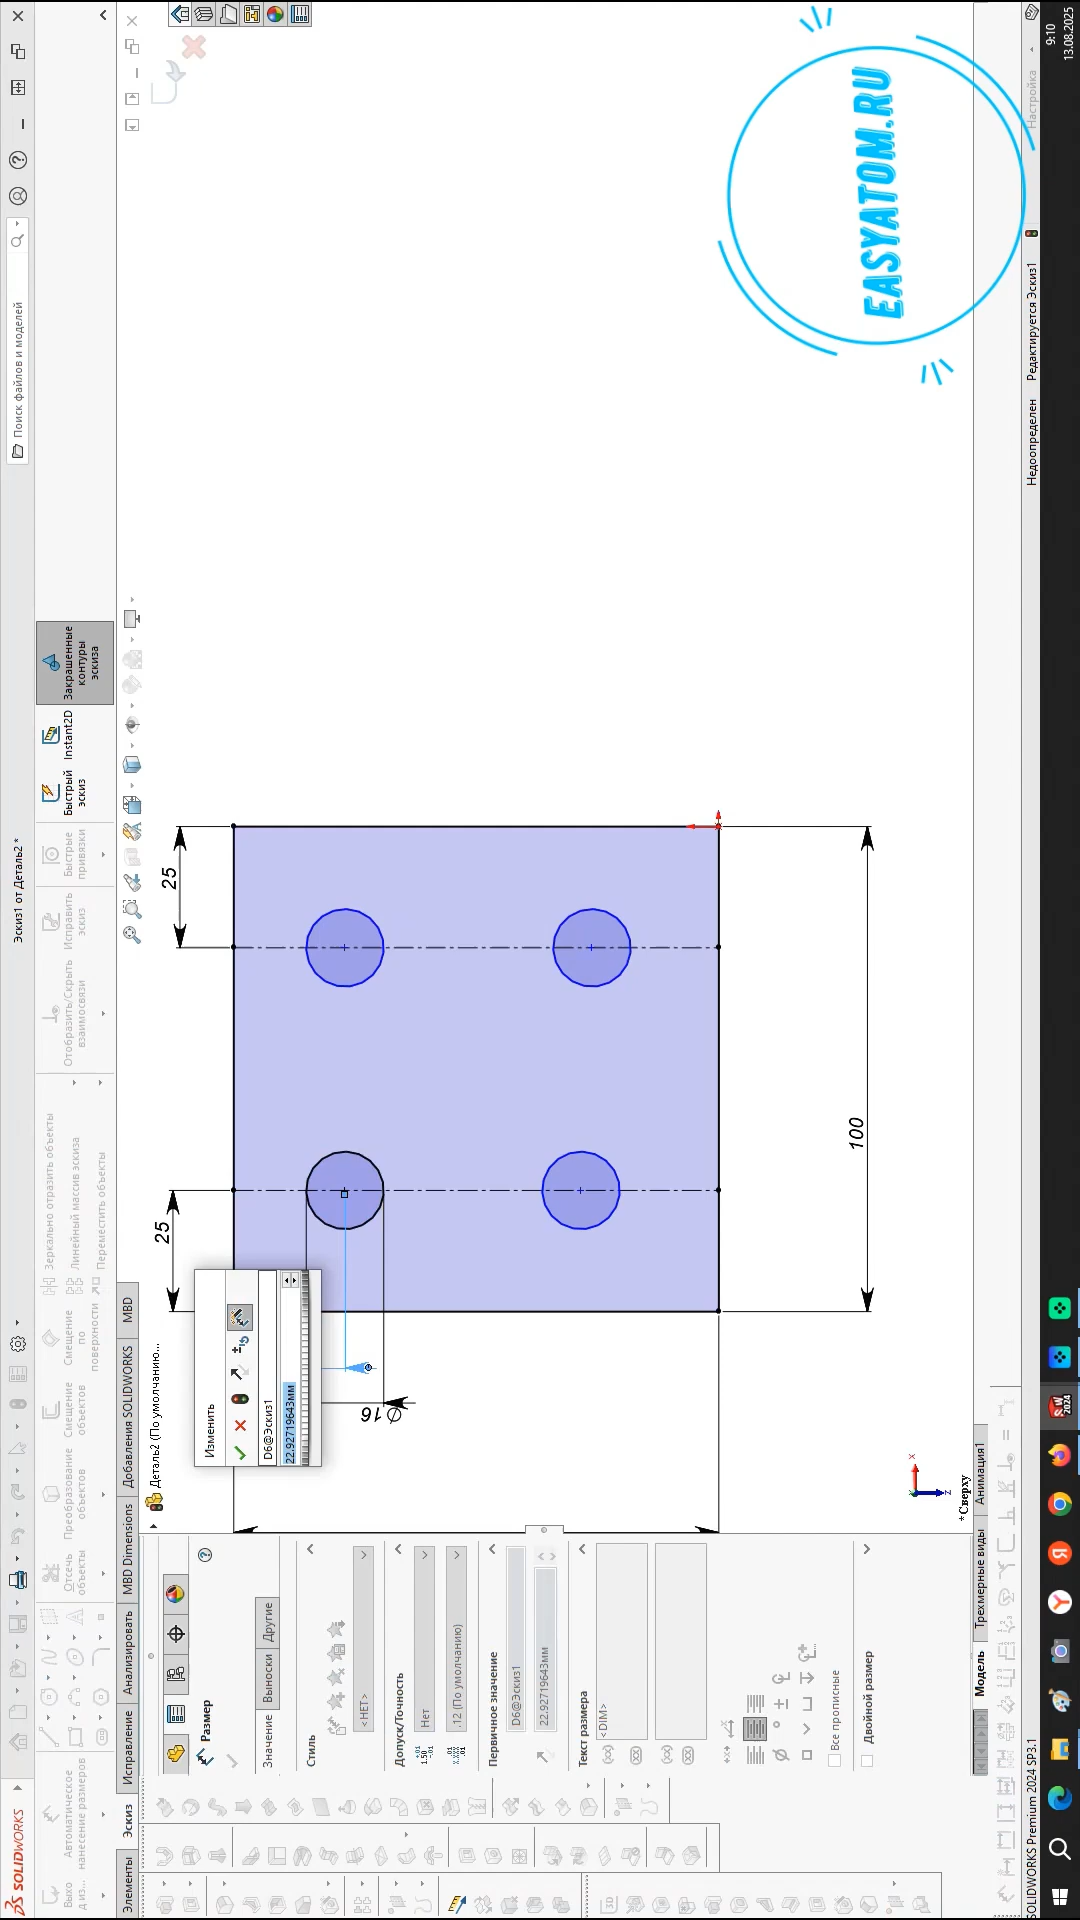 SOLIDWORKS
Эскиз1 от Деталь2 *
Поиск файлов и моделей
Автоматическое
нанесение размеров
Отсечь
объекты
Преобразование
объектов
Смещение
объектов
Смещение
по
поверхности
Зеркально отразить объекты
Линейный массив эскиза
Переместить объекты
Отобразить/Скрыть
взаимосвязи
Исправить
эскиз
Быстрые
привязки
Быстрый
эскиз
Instant2D
Закрашенные
контуры
эскиза
Элементы
Эскиз
Исправление
Анализировать
MBD Dimensions
Добавления SOLIDWORKS
MBD
Деталь2 (По умолчанию...
Размер
Значение
Выноски
Другие
Стиль
<НЕТ>
Допуск/Точность
Нет
.12 (По умолчанию)
Первичное значение
D6@Эскиз1
22.92719643мм
Текст размера
<DIM>
Все прописные
Двойной размер
Изменить
D6@Эскиз1
22.92719643мм
25
25
Ø 16
100
*Сверху
EASYATOM.RU
Модель
Трехмерные виды
Анимация1
SOLIDWORKS Premium 2024 SP3.1
Недоопределен
Редактируется Эскиз1
Настройка
9:10
13.08.2025